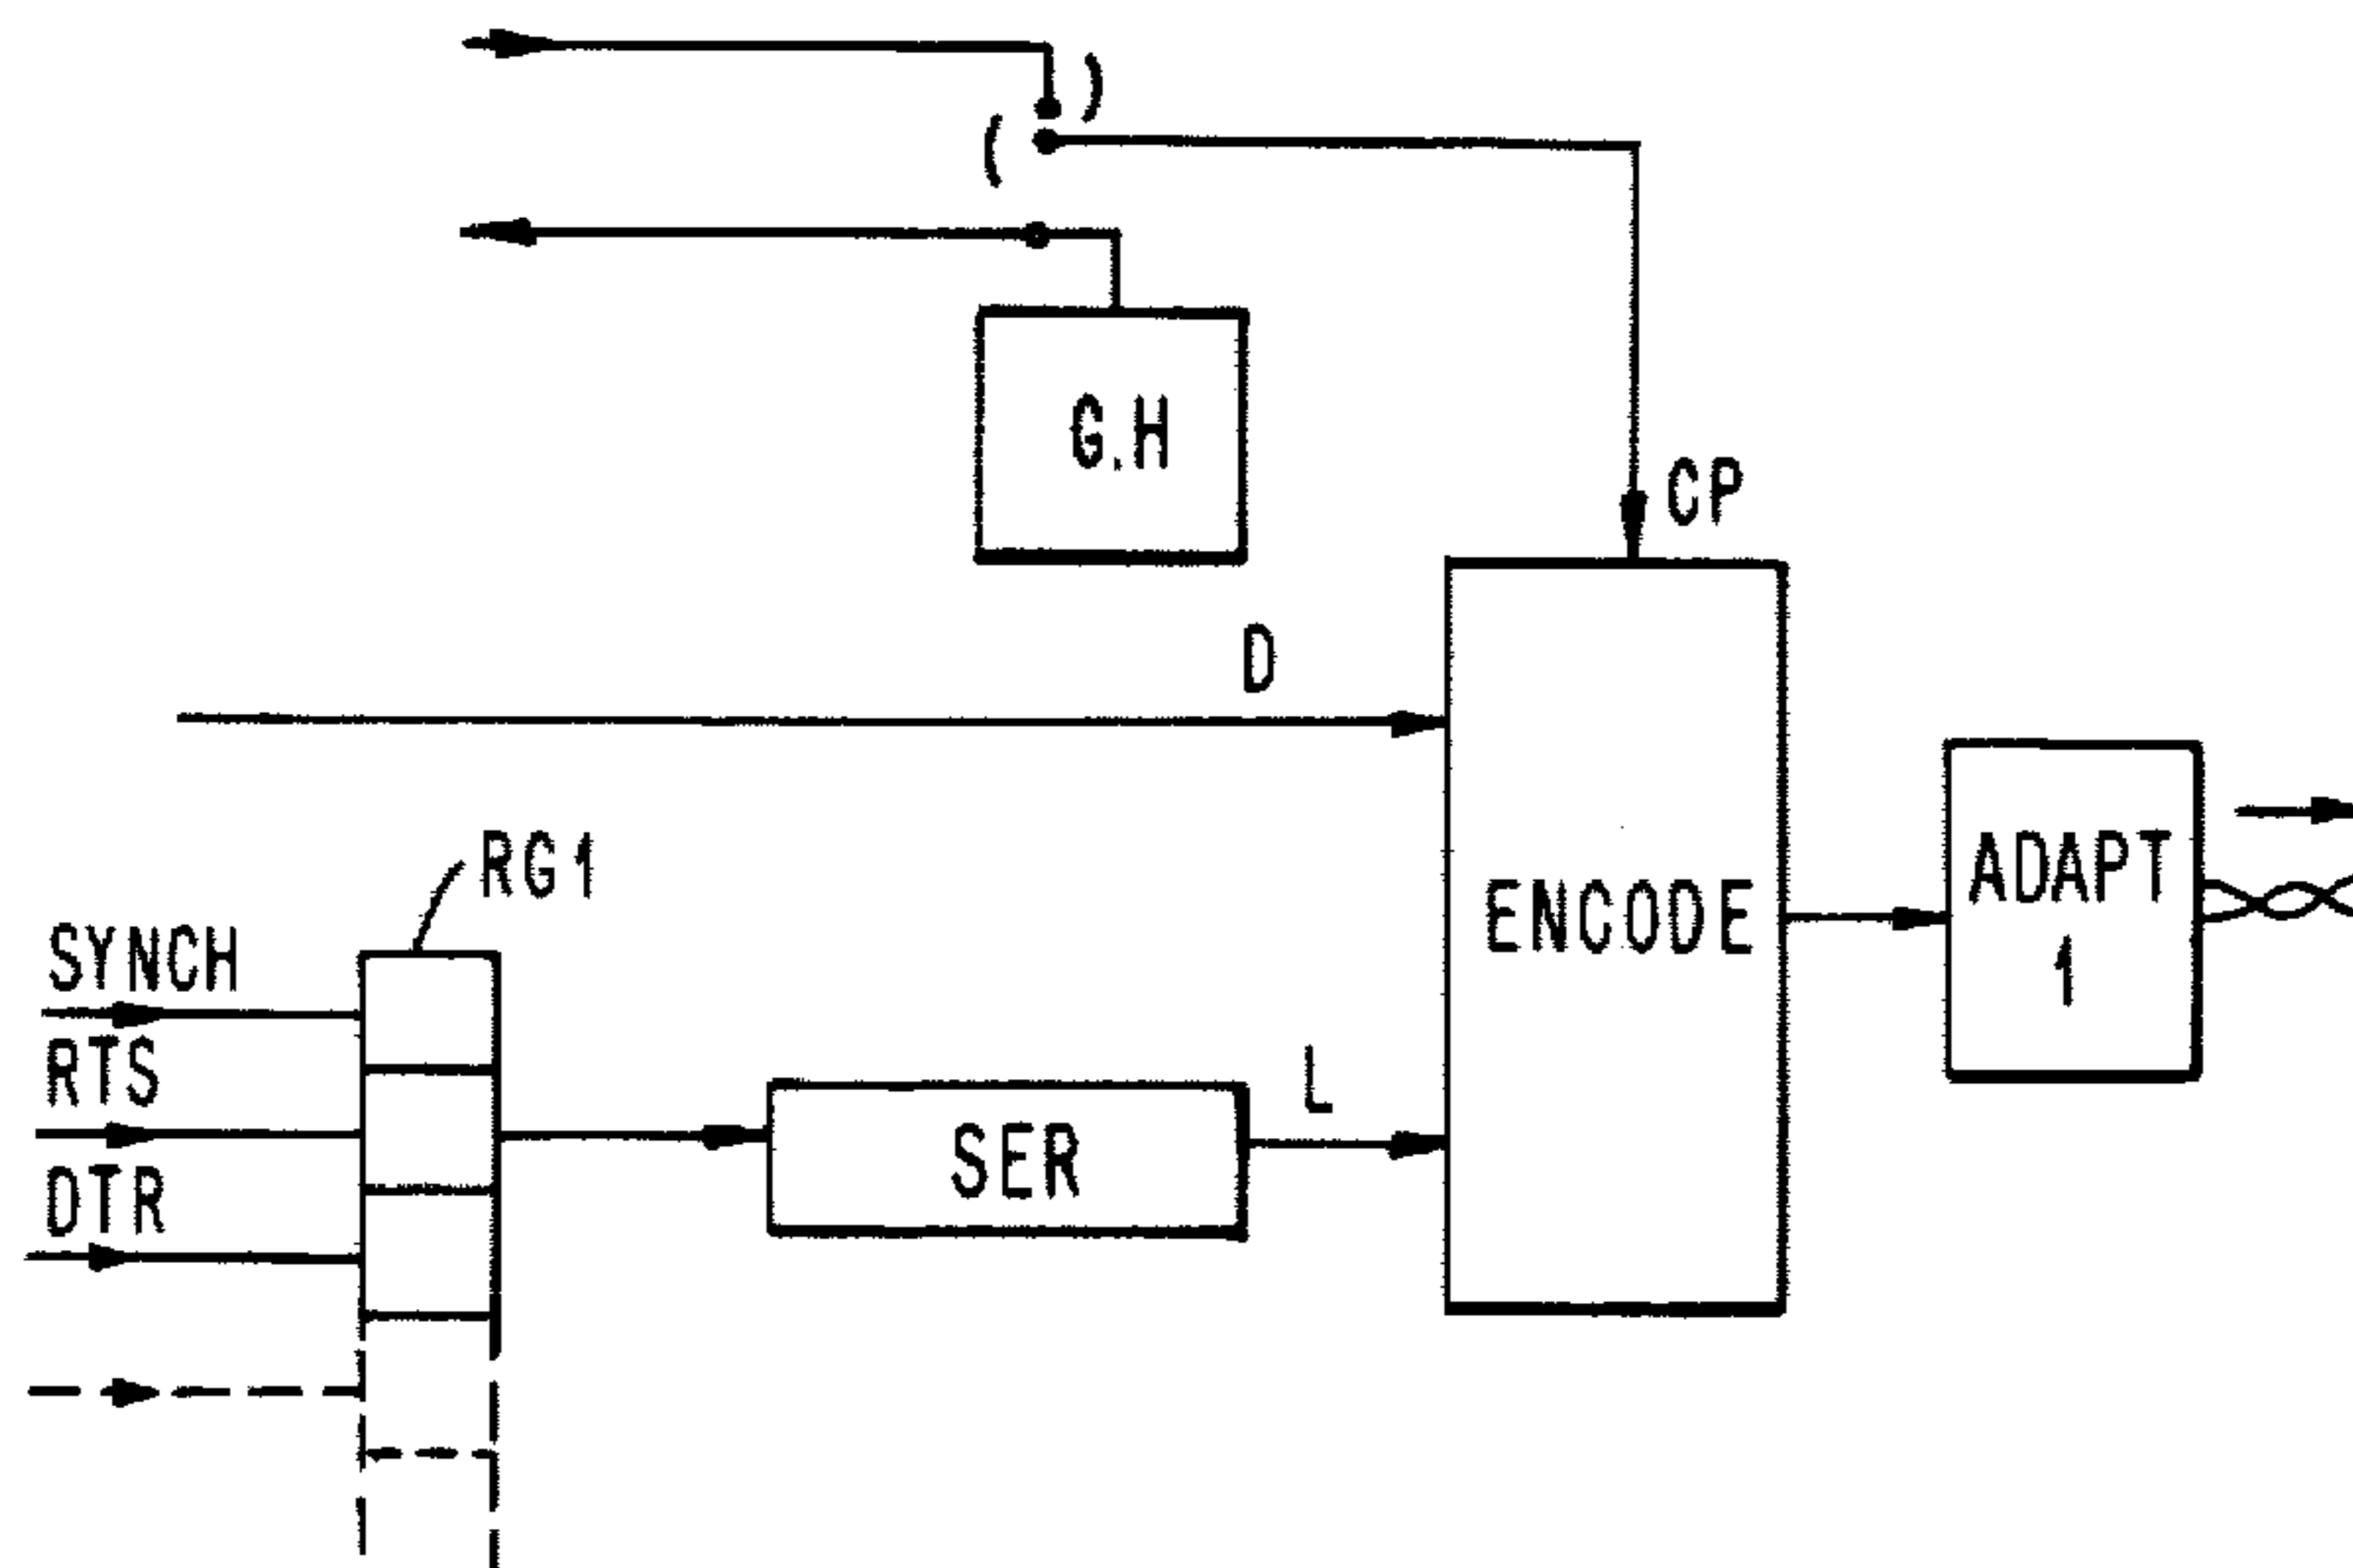 G.H
CP
D
RG1
SYNCH
RTS
DTR
SER
L
ENCODE
ADAPT
1